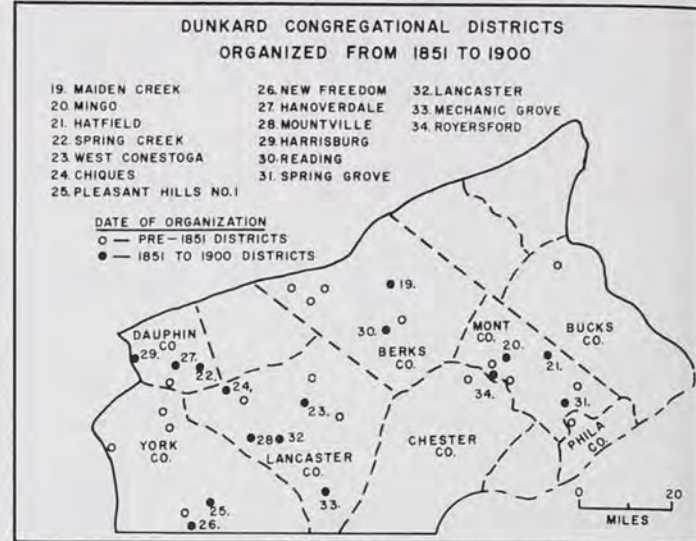 DUNKARD CONGREGATIONAL DISTRICTS
ORGANIZED FROM 1851 TO 1900
19. MAIDEN CREEK
20. MINGO
21. HATFIELD
22. SPRING CREEK
23. WEST CONESTOGA
24. CHIQUES
25. PLEASANT HILLS NO.1
26. NEW FREEDOM
27. HANOVERDALE
28. MOUNTVILLE
29. HARRISBURG
30. READING
31. SPRING GROVE
32. LANCASTER
33. MECHANIC GROVE
34. ROYERSFORD
DATE OF ORGANIZATION
○ — PRE-1851 DISTRICTS
● — 1851 TO 1900 DISTRICTS
19.
DAUPHIN
CO
29.
27.
22.
30.
BERKS
CO.
MONT
CO.
20.
BUCKS
CO.
21.
24.
34.
23.
31.
PHILA
CO.
YORK
CO.
28
32
LANCASTER
CO.
CHESTER
CO.
33.
25.
26.
0
20
MILES